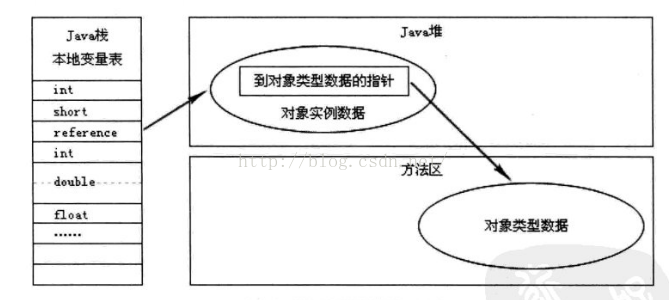 Java栈
本地变量表
int
short
reference
int
double
float
……
Java堆
到对象类型数据的指针
对象实例数据
http://blog.csdn.net/
方法区
对象类型数据